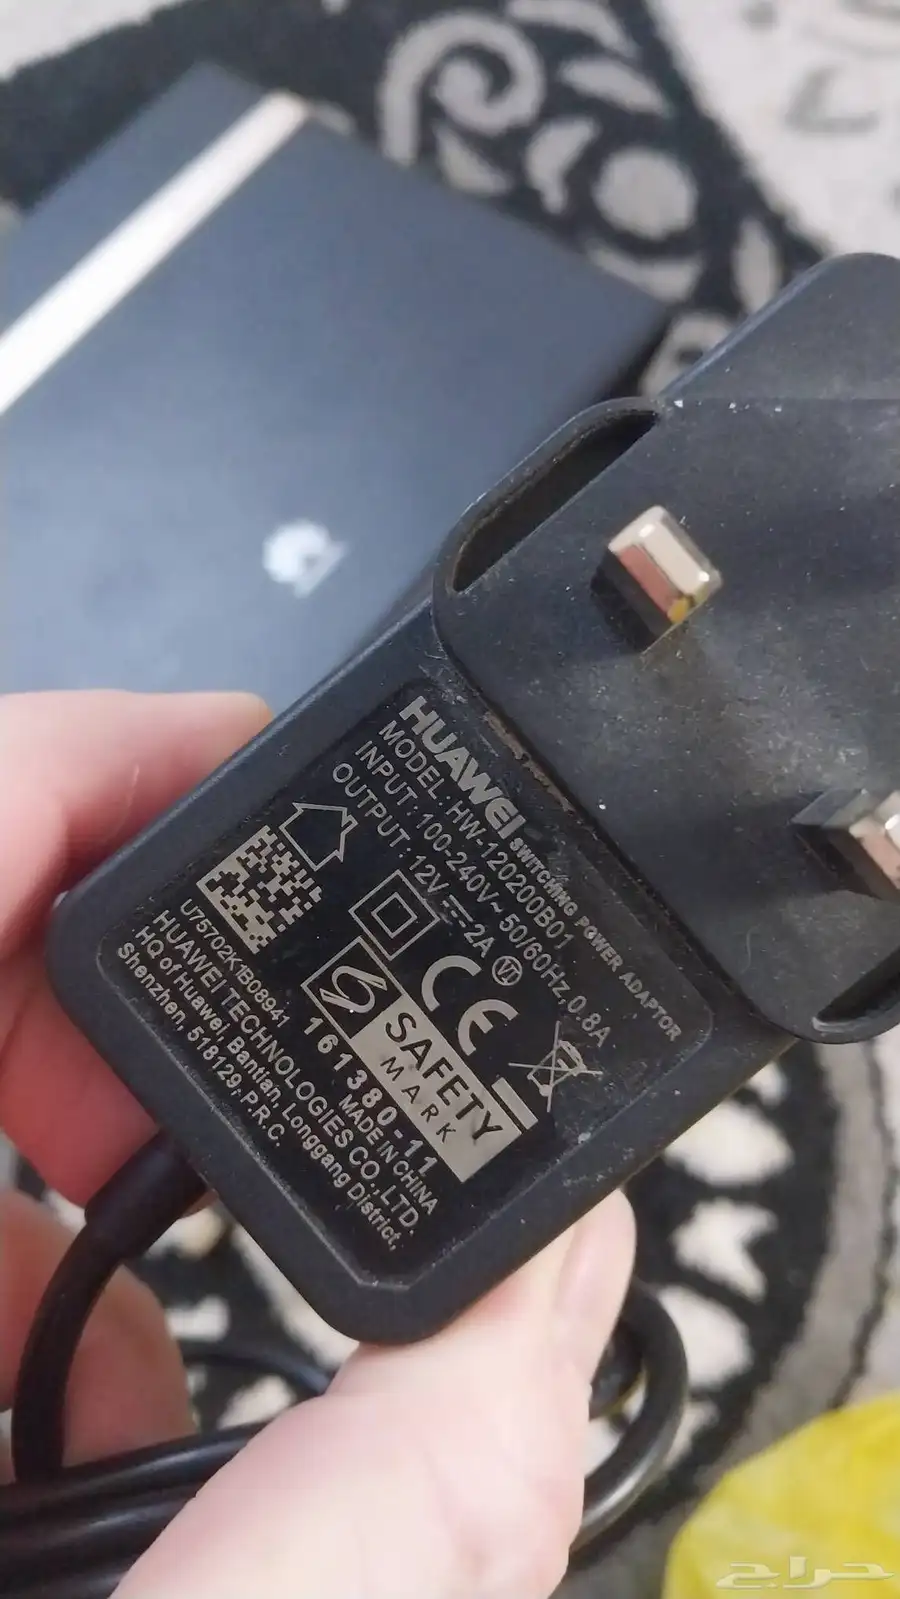 HUAWEI SWITCHING POWER ADAPTOR
MODEL: HW-120200B01
INPUT: 100-240V~50/60Hz, 0.8A
OUTPUT: 12V⎓2A VI
CE
S SAFETY
MARK
161380-11
U75702K1B08941
MADE IN CHINA
HUAWEI TECHNOLOGIES CO., LTD.
HQ of Huawei, Bantian, Longgang District,
Shenzhen, 518129, P.R.C.
حراج